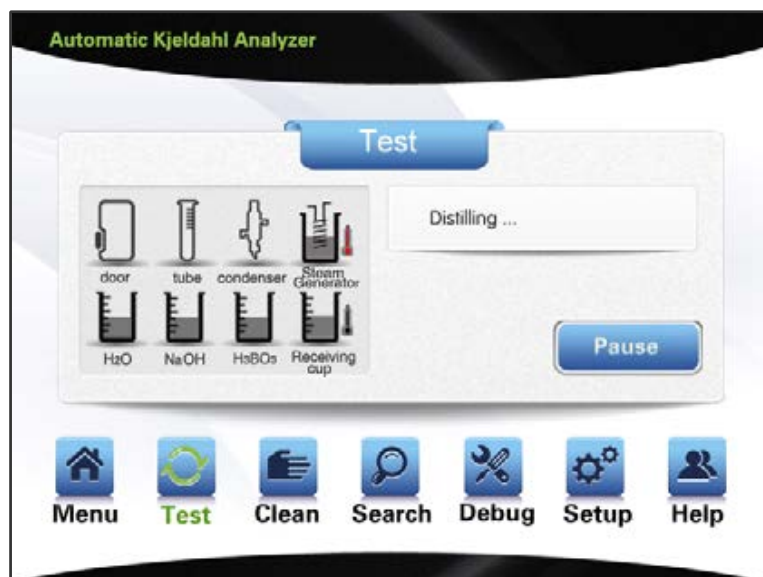 Automatic Kjeldahl Analyzer
Test
Distilling ...
door tube condenser Steam Generator
H2O NaOH H3BO3 Receiving cup
Pause
Menu Test Clean Search Debug Setup Help